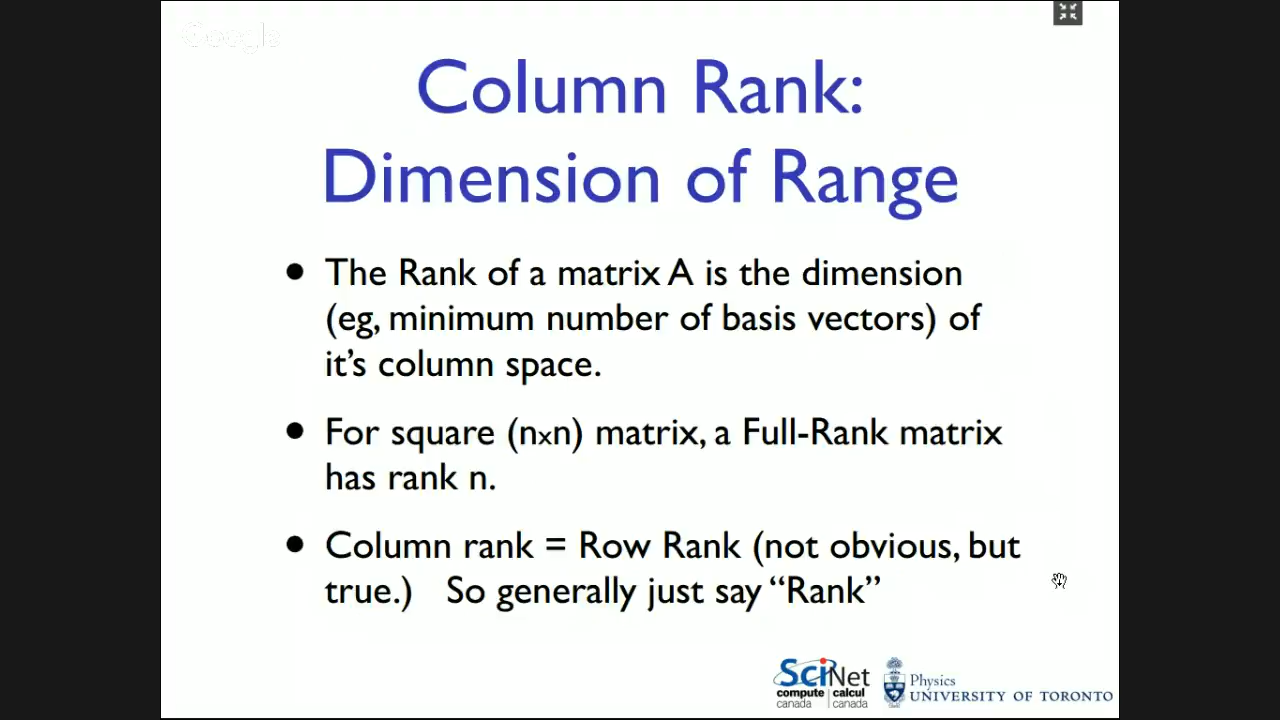 Google
Column Rank:
Dimension of Range
• The Rank of a matrix A is the dimension
(eg, minimum number of basis vectors) of
it’s column space.
• For square (nxn) matrix, a Full-Rank matrix
has rank n.
• Column rank = Row Rank (not obvious, but
true.) So generally just say “Rank”
SciNet
compute | calcul
canada | canada
Physics
UNIVERSITY OF TORONTO